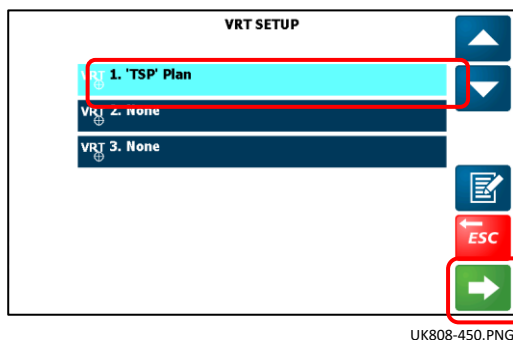 VRT SETUP
VRT 1. 'TSP' Plan
VRT 2. None
VRT 3. None
ESC
UK808-450.PNG